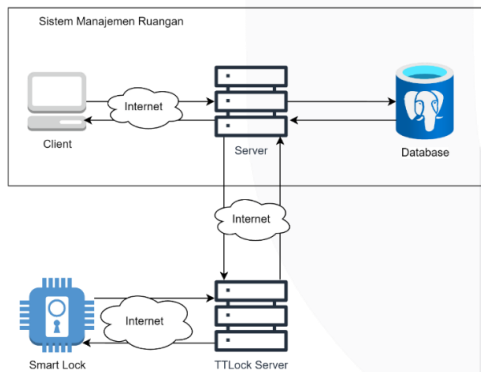 Sistem Manajemen Ruangan
Internet
Client
Server
Database
Internet
Internet
Smart Lock
TTLock Server